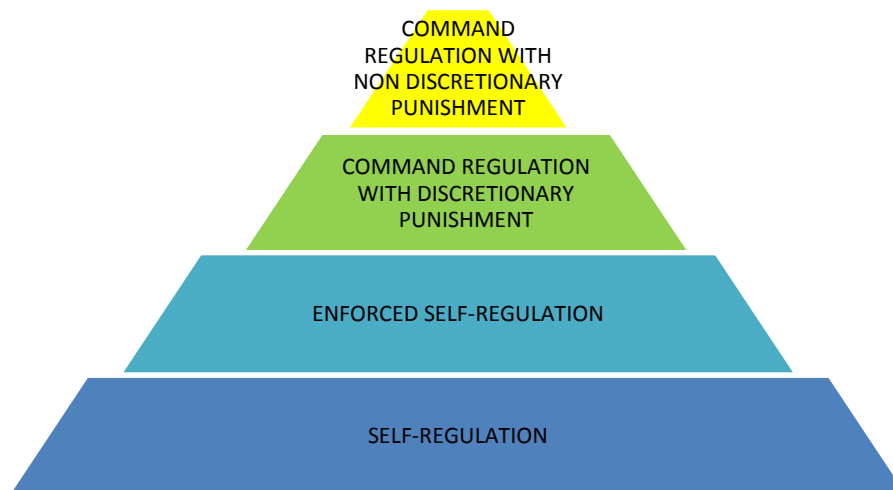 COMMAND
REGULATION WITH
NON DISCRETIONARY
PUNISHMENT
COMMAND REGULATION
WITH DISCRETIONARY
PUNISHMENT
ENFORCED SELF-REGULATION
SELF-REGULATION